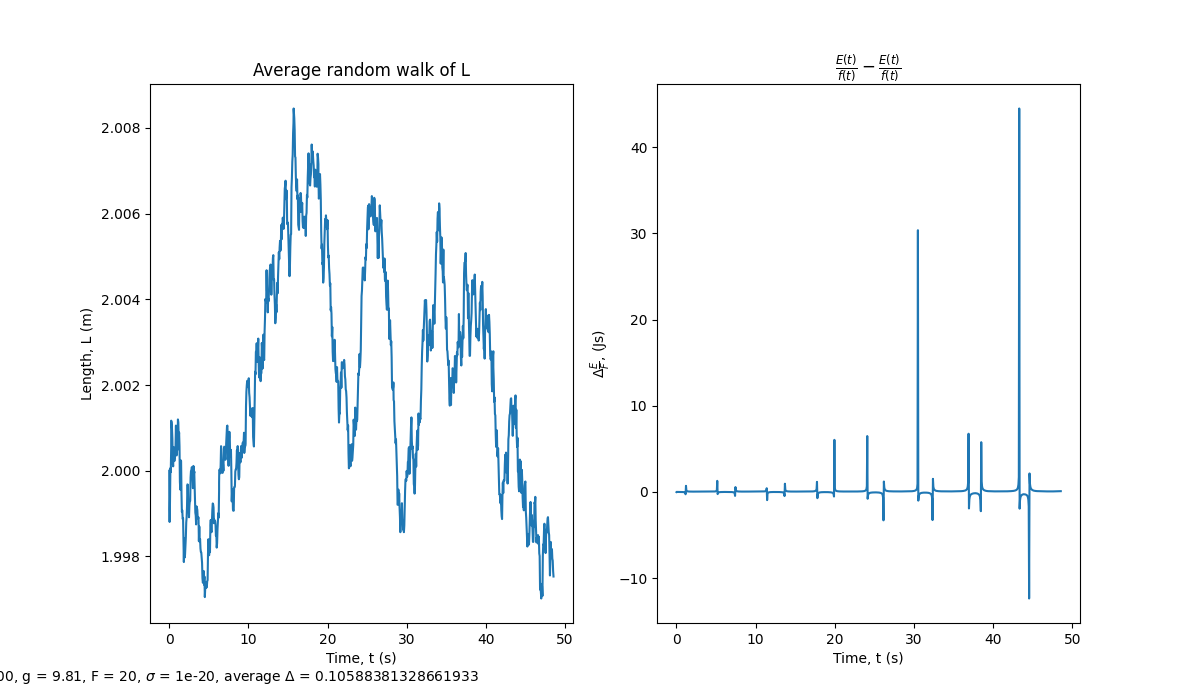 Average random walk of L
Length, L (m)
2.008
2.006
2.004
2.002
2.000
1.998
0 10 20 30 40 50
Time, t (s)
E(t)/f(t) − E(t)/f(t)
Δ E/F, (Js)
40
30
20
10
0
−10
0 10 20 30 40 50
Time, t (s)
00, g = 9.81, F = 20, σ = 1e-20, average Δ = 0.10588381328661933